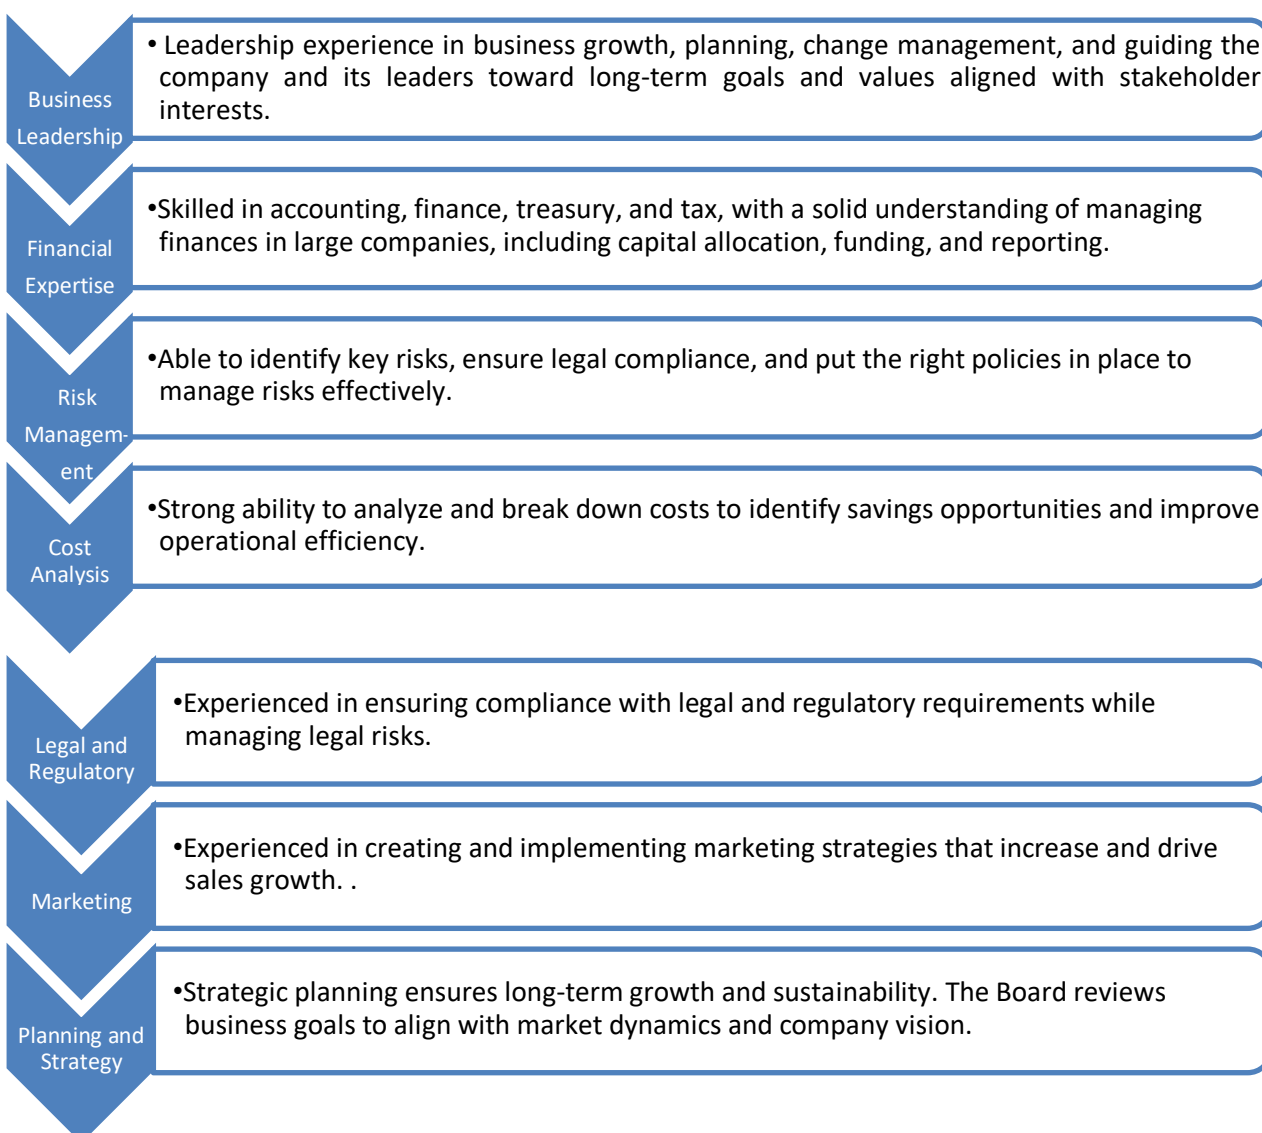 Business
Leadership
• Leadership experience in business growth, planning, change management, and guiding the
company and its leaders toward long-term goals and values aligned with stakeholder
interests.
Financial
Expertise
•Skilled in accounting, finance, treasury, and tax, with a solid understanding of managing
finances in large companies, including capital allocation, funding, and reporting.
Risk
Managem-
ent
•Able to identify key risks, ensure legal compliance, and put the right policies in place to
manage risks effectively.
Cost
Analysis
•Strong ability to analyze and break down costs to identify savings opportunities and improve
operational efficiency.
Legal and
Regulatory
•Experienced in ensuring compliance with legal and regulatory requirements while
managing legal risks.
Marketing
•Experienced in creating and implementing marketing strategies that increase and drive
sales growth. .
Planning and
Strategy
•Strategic planning ensures long-term growth and sustainability. The Board reviews
business goals to align with market dynamics and company vision.